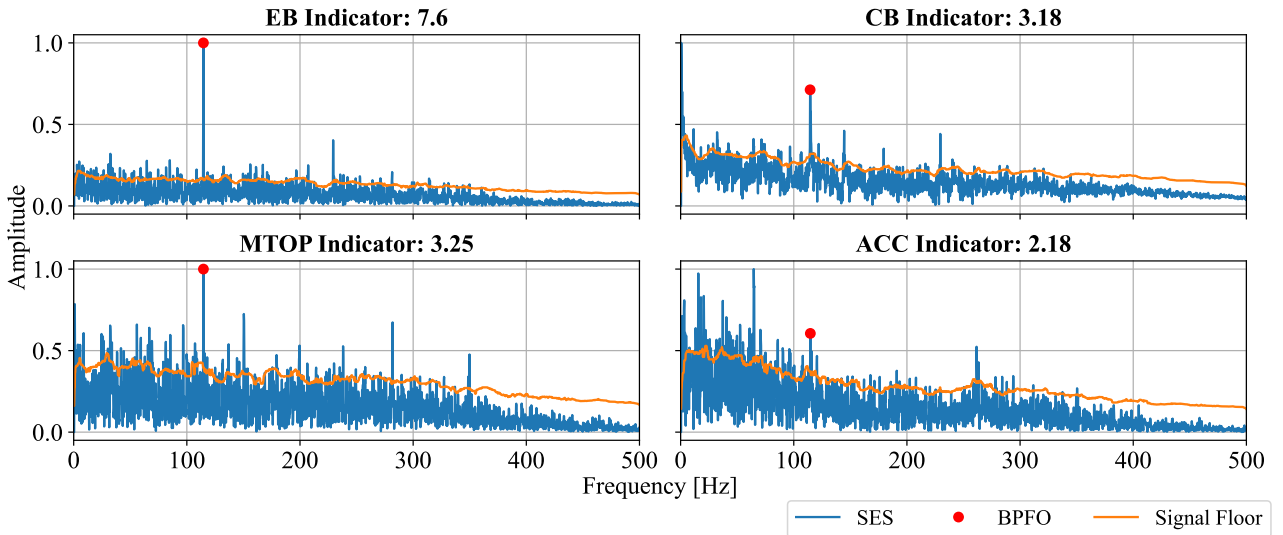 EB Indicator: 7.6
CB Indicator: 3.18
1.0
0.5
0.0
MTOP Indicator: 3.25
ACC Indicator: 2.18
Amplitude
1.0
0.5
0.0
0 100 200 300 400 500
0 100 200 300 400 500
Frequency [Hz]
SES BPFO Signal Floor